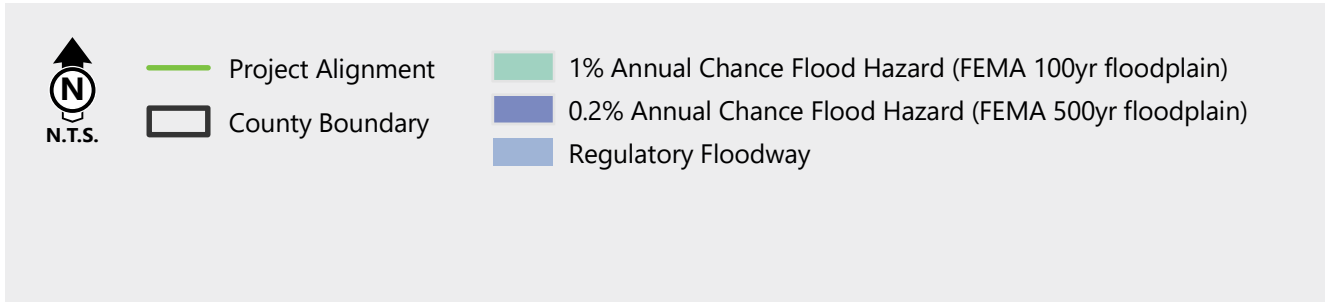 N
N.T.S.
Project Alignment
County Boundary
1% Annual Chance Flood Hazard (FEMA 100yr floodplain)
0.2% Annual Chance Flood Hazard (FEMA 500yr floodplain)
Regulatory Floodway